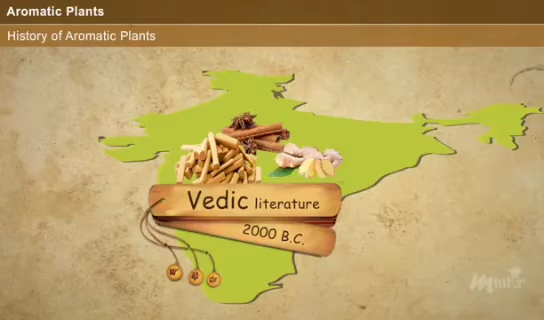 Aromatic Plants
History of Aromatic Plants
Vedic literature
2000 B.C.